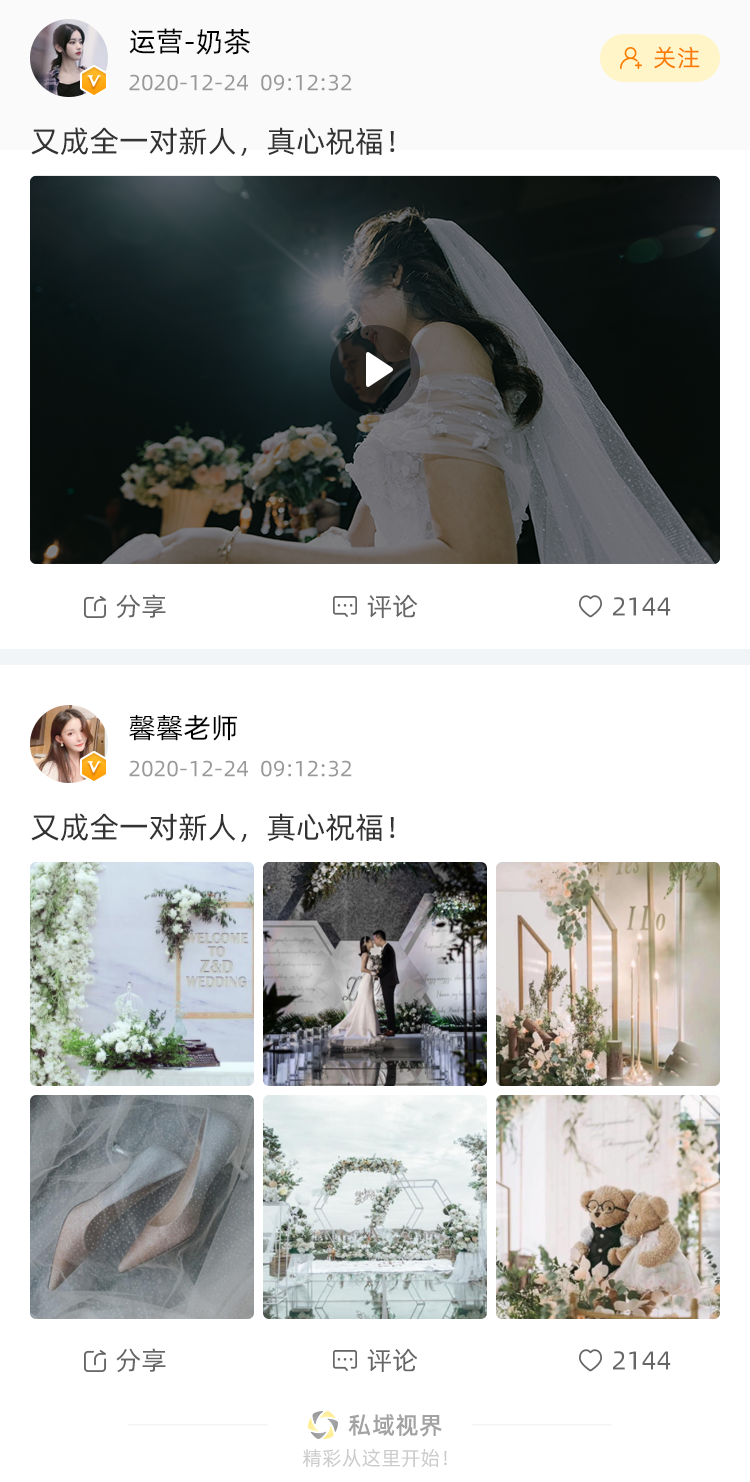 运营-奶茶
2020-12-24 09:12:32
关注
又成全一对新人，真心祝福！
分享
评论
2144
馨馨老师
2020-12-24 09:12:32
又成全一对新人，真心祝福！
WELCOME
TO
Z&D
WEDDING
I Do
分享
评论
2144
私域视界
精彩从这里开始！